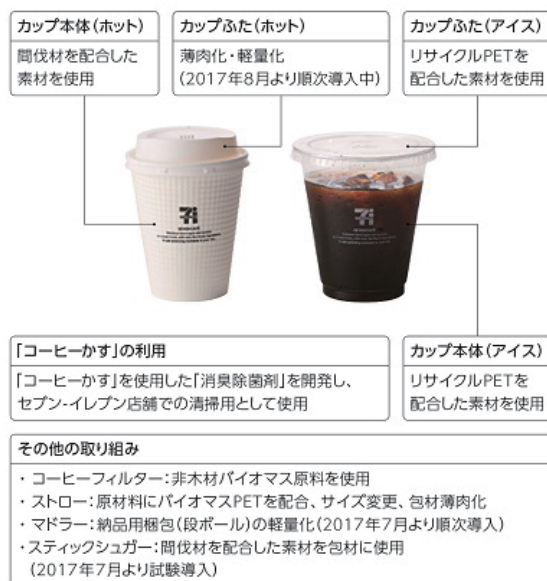 カップ本体(ホット)
間伐材を配合した
素材を使用
カップふた(ホット)
薄肉化・軽量化
(2017年8月より順次導入中)
カップふた(アイス)
リサイクルPETを
配合した素材を使用
「コーヒーかす」の利用
「コーヒーかす」を使用した「消臭除菌剤」を開発し、
セブン-イレブン店舗での清掃用として使用
カップ本体(アイス)
リサイクルPETを
配合した素材を使用
その他の取り組み
・コーヒーフィルター:非木材バイオマス原料を使用
・ストロー:原材料にバイオマスPETを配合、サイズ変更、包材薄肉化
・マドラー:納品用梱包(段ボール)の軽量化(2017年7月より順次導入)
・スティックシュガー:間伐材を配合した素材を包材に使用
(2017年7月より試験導入)